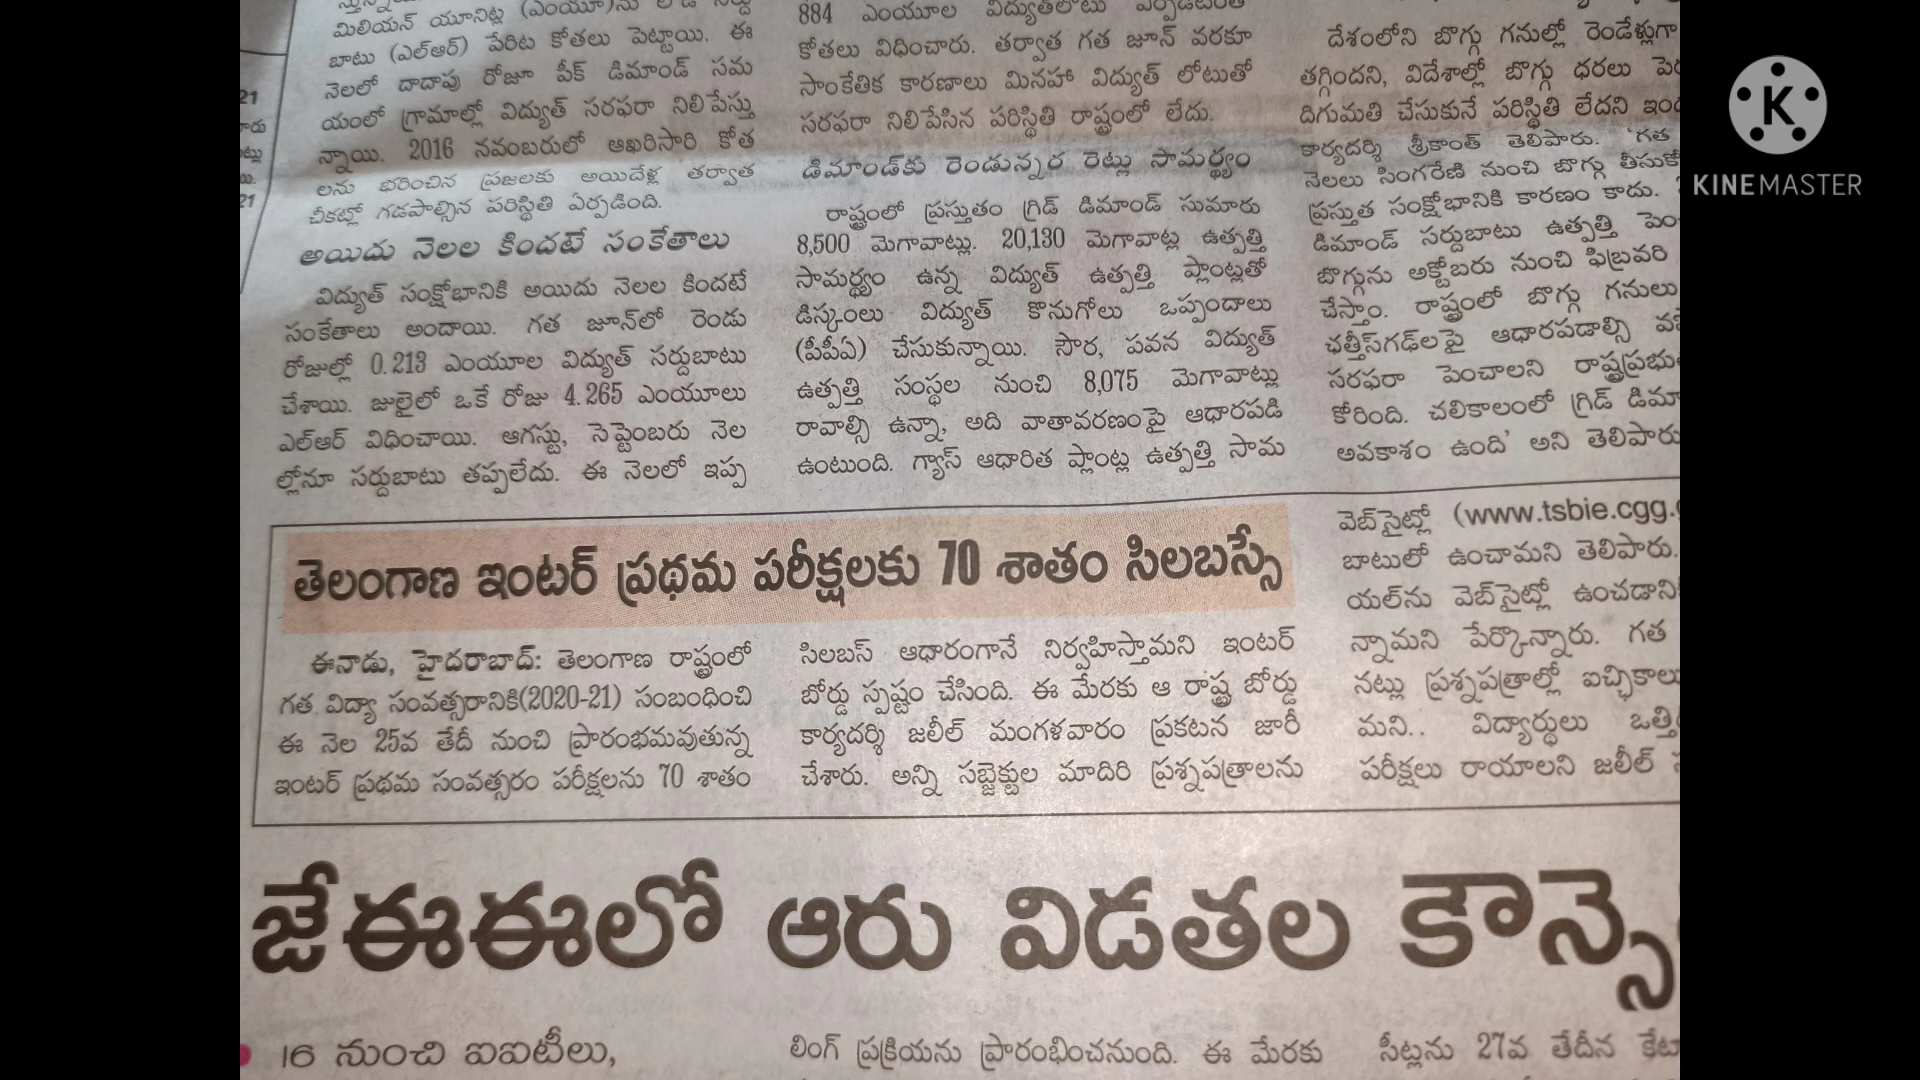 మిలియన్ యూనిట్ల (ఎంయూ)ను
బాటు (ఎల్ఆర్) పేరిట కోతలు పెట్టాయి. ఈ
నెలలో దాదాపు రోజూ పీక్ డిమాండ్ సమ
యంలో గ్రామాల్లో విద్యుత్ సరఫరా నిలిపేస్తు
న్నాయి. 2016 నవంబరులో ఆఖరిసారి కోత
లను భరించిన ప్రజలకు అయిదేళ్ల తర్వాత
చీకట్లో గడపాల్సిన పరిస్థితి ఏర్పడింది.
అయిదు నెలల కిందటే సంకేతాలు
విద్యుత్ సంక్షోభానికి అయిదు నెలల కిందటే
సంకేతాలు అందాయి. గత జూన్‌లో రెండు
రోజుల్లో 0.213 ఎంయూల విద్యుత్ సర్దుబాటు
చేశాయి. జులైలో ఒకే రోజు 4.265 ఎంయూలు
ఎల్ఆర్ విధించాయి. ఆగస్టు, సెప్టెంబరు నెల
ల్లోనూ సర్దుబాటు తప్పలేదు. ఈ నెలలో ఇప్ప
884 ఎంయూల విద్యుత్‌లోటు
కోతలు విధించారు. తర్వాత గత జూన్ వరకూ
సాంకేతిక కారణాలు మినహా విద్యుత్ లోటుతో
సరఫరా నిలిపేసిన పరిస్థితి రాష్ట్రంలో లేదు.
డిమాండ్‌కు రెండున్నర రెట్లు సామర్థ్యం
రాష్ట్రంలో ప్రస్తుతం గ్రిడ్ డిమాండ్ సుమారు
8,500 మెగావాట్లు. 20,130 మెగావాట్ల ఉత్పత్తి
సామర్థ్యం ఉన్న విద్యుత్ ఉత్పత్తి ప్లాంట్లతో
డిస్కంలు విద్యుత్ కొనుగోలు ఒప్పందాలు
(పీపీఏ) చేసుకున్నాయి. సౌర, పవన విద్యుత్
ఉత్పత్తి సంస్థల నుంచి 8,075 మెగావాట్లు
రావాల్సి ఉన్నా, అది వాతావరణంపై ఆధారపడి
ఉంటుంది. గ్యాస్ ఆధారిత ప్లాంట్ల ఉత్పత్తి సామ
దేశంలోని బొగ్గు గనుల్లో రెండేళ్లుగా
తగ్గిందని, విదేశాల్లో బొగ్గు ధరలు
దిగుమతి చేసుకునే పరిస్థితి లేదని
కార్యదర్శి శ్రీకాంత్ తెలిపారు. 'గత
నెలలు సింగరేణి నుంచి బొగ్గు
ప్రస్తుత సంక్షోభానికి కారణం కాదు.
డిమాండ్ సర్దుబాటు ఉత్పత్తి
బొగ్గును అక్టోబరు నుంచి ఫిబ్రవరి
చేస్తాం. రాష్ట్రంలో బొగ్గు గనులు
ఛత్తీస్‌గఢ్‌లపై ఆధారపడాల్సి
సరఫరా పెంచాలని
కోరింది. చలికాలంలో గ్రిడ్
అవకాశం ఉంది' అని తెలిపారు
తెలంగాణ ఇంటర్ ప్రథమ పరీక్షలకు 70 శాతం సిలబస్సే
ఈనాడు, హైదరాబాద్: తెలంగాణ రాష్ట్రంలో
గత విద్యా సంవత్సరానికి(2020-21) సంబంధించి
ఈ నెల 25వ తేదీ నుంచి ప్రారంభమవుతున్న
ఇంటర్ ప్రథమ సంవత్సరం పరీక్షలను 70 శాతం
సిలబస్ ఆధారంగానే నిర్వహిస్తామని ఇంటర్
బోర్డు స్పష్టం చేసింది. ఈ మేరకు ఆ రాష్ట్ర బోర్డు
కార్యదర్శి జలీల్ మంగళవారం ప్రకటన జారీ
చేశారు. అన్ని సబ్జెక్టుల మాదిరి ప్రశ్నపత్రాలను
వెబ్‌సైట్లో (www.tsbie.cgg.
బాటులో ఉంచామని తెలిపారు.
యల్‌ను వెబ్‌సైట్లో
న్నామని పేర్కొన్నారు. గత
నట్లు ప్రశ్నపత్రాల్లో
మని.. విద్యార్థులు
పరీక్షలు రాయాలని జలీల్
జేఈఈలో ఆరు విడతల
16 నుంచి ఐఐటీలు,
లింగ్ ప్రక్రియను ప్రారంభించనుంది. ఈ మేరకు
సీట్లను 27వ తేదీన
KINEMASTER